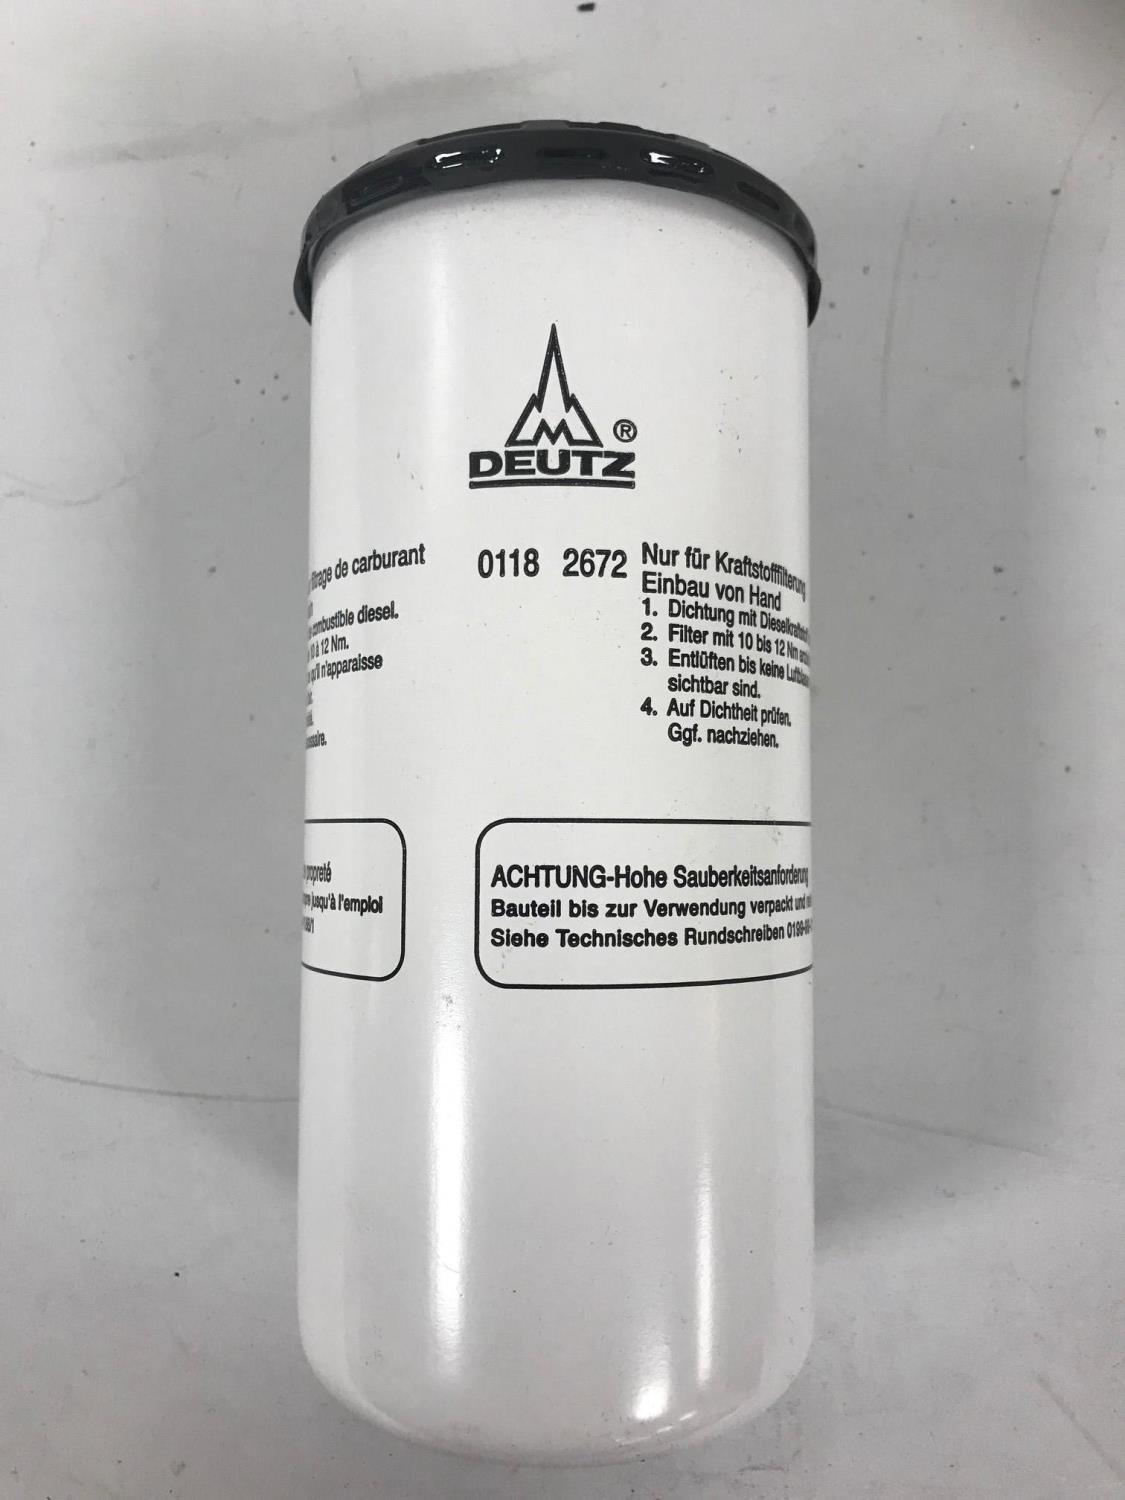 ®
DEUTZ
filtrage de carburant
combustible diesel.
10 à 12 Nm.
qu'il n'apparaisse
0118 2672
Nur für Kraftstofffilterung
Einbau von Hand
1. Dichtung mit Dieselkraftstoff
2. Filter mit 10 bis 12 Nm
3. Entlüften bis keine
sichtbar sind.
4. Auf Dichtheit prüfen.
Ggf. nachziehen.
propreté
jusqu'à l'emploi
ACHTUNG-Hohe Sauberkeitsanforderung
Bauteil bis zur Verwendung verpackt und
Siehe Technisches Rundschreiben